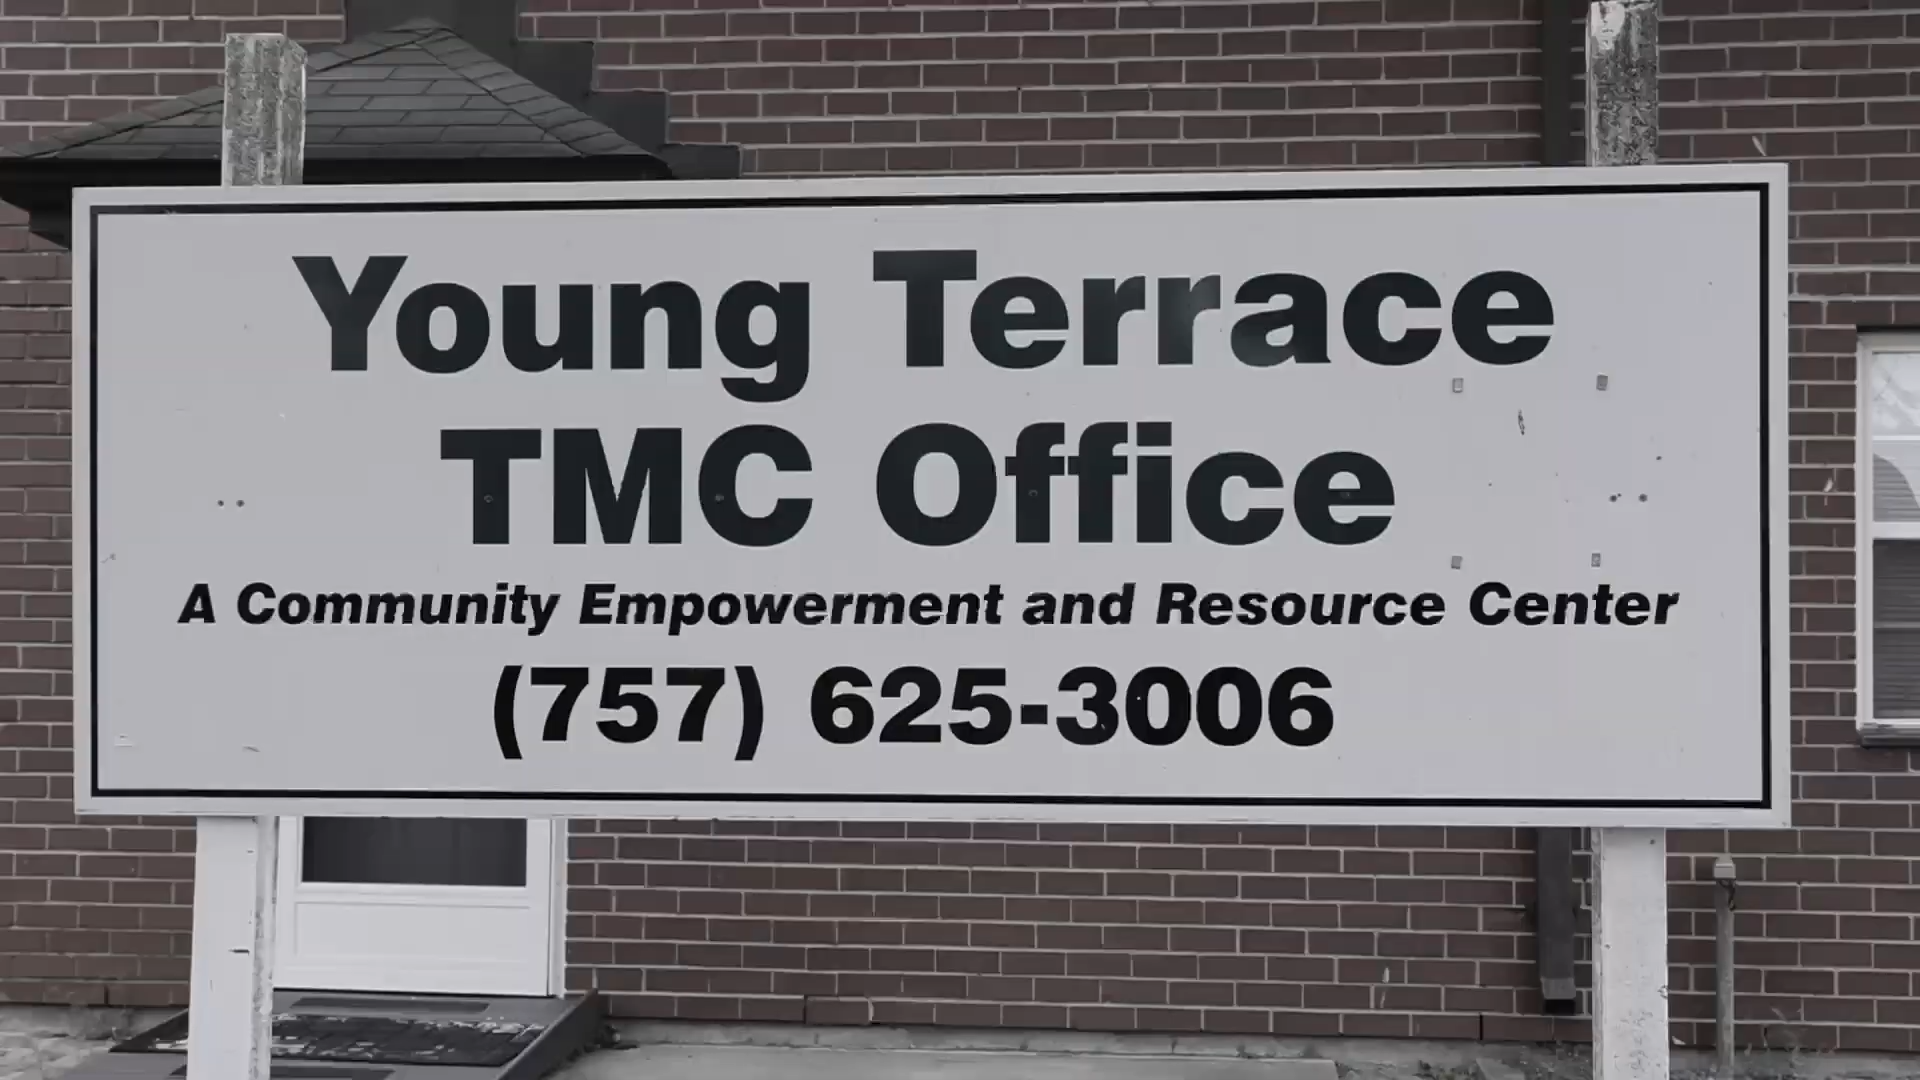 Young Terrace
TMC Office
A Community Empowerment and Resource Center
(757) 625-3006